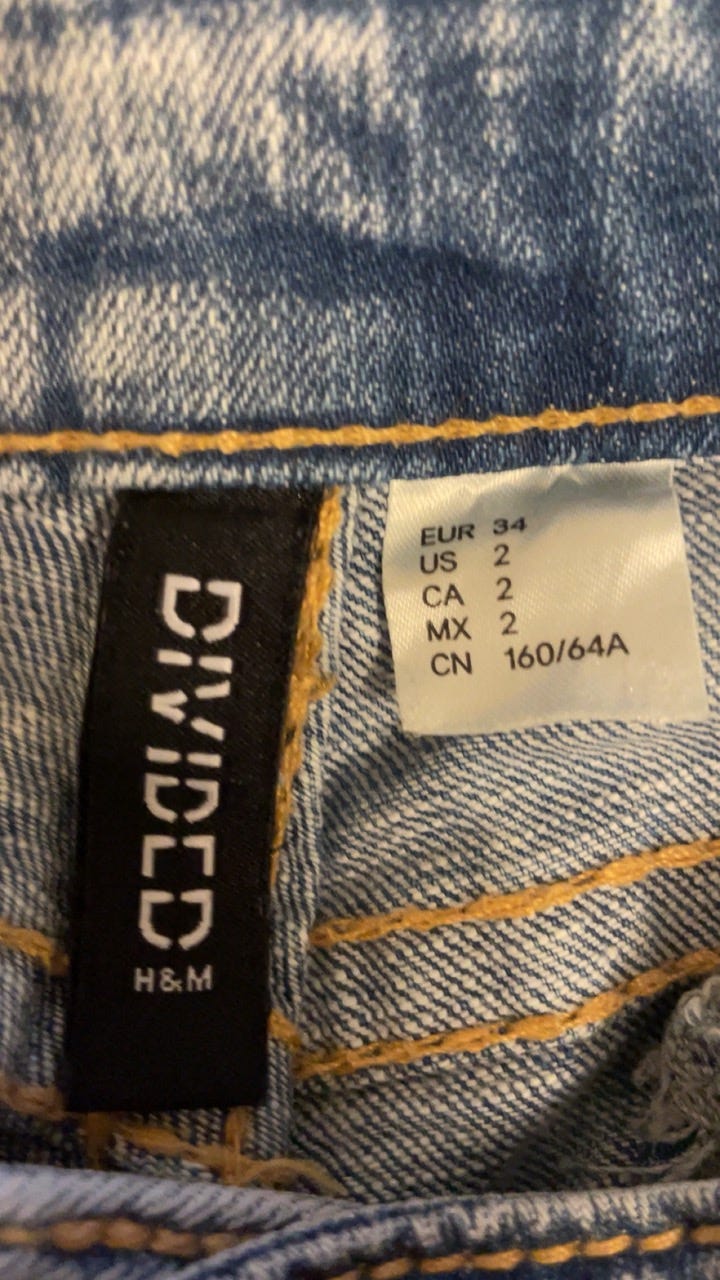 DIVIDED
H&M
EUR 34
US 2
CA 2
MX 2
CN 160/64A